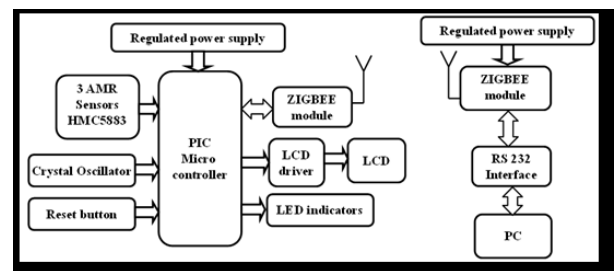 Regulated power supply
3 AMR
Sensors
HMC5883
Crystal Oscillator
Reset button
PIC
Micro
controller
ZIGBEE
module
LCD
driver
LCD
LED indicators
Regulated power supply
ZIGBEE
module
RS 232
Interface
PC